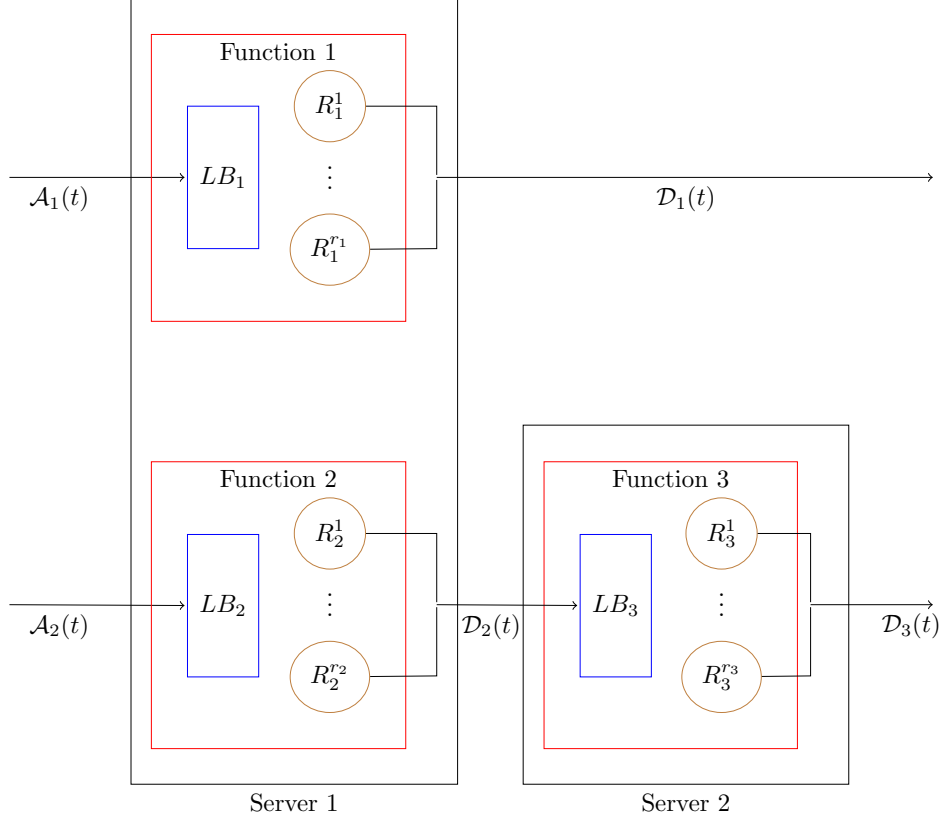 Function 1
R_1^1
LB_1
⋮
A_1(t)
D_1(t)
R_1^{r_1}
Function 2
Function 3
R_2^1
R_3^1
LB_2
⋮
LB_3
⋮
A_2(t)
D_2(t)
D_3(t)
R_2^{r_2}
R_3^{r_3}
Server 1
Server 2